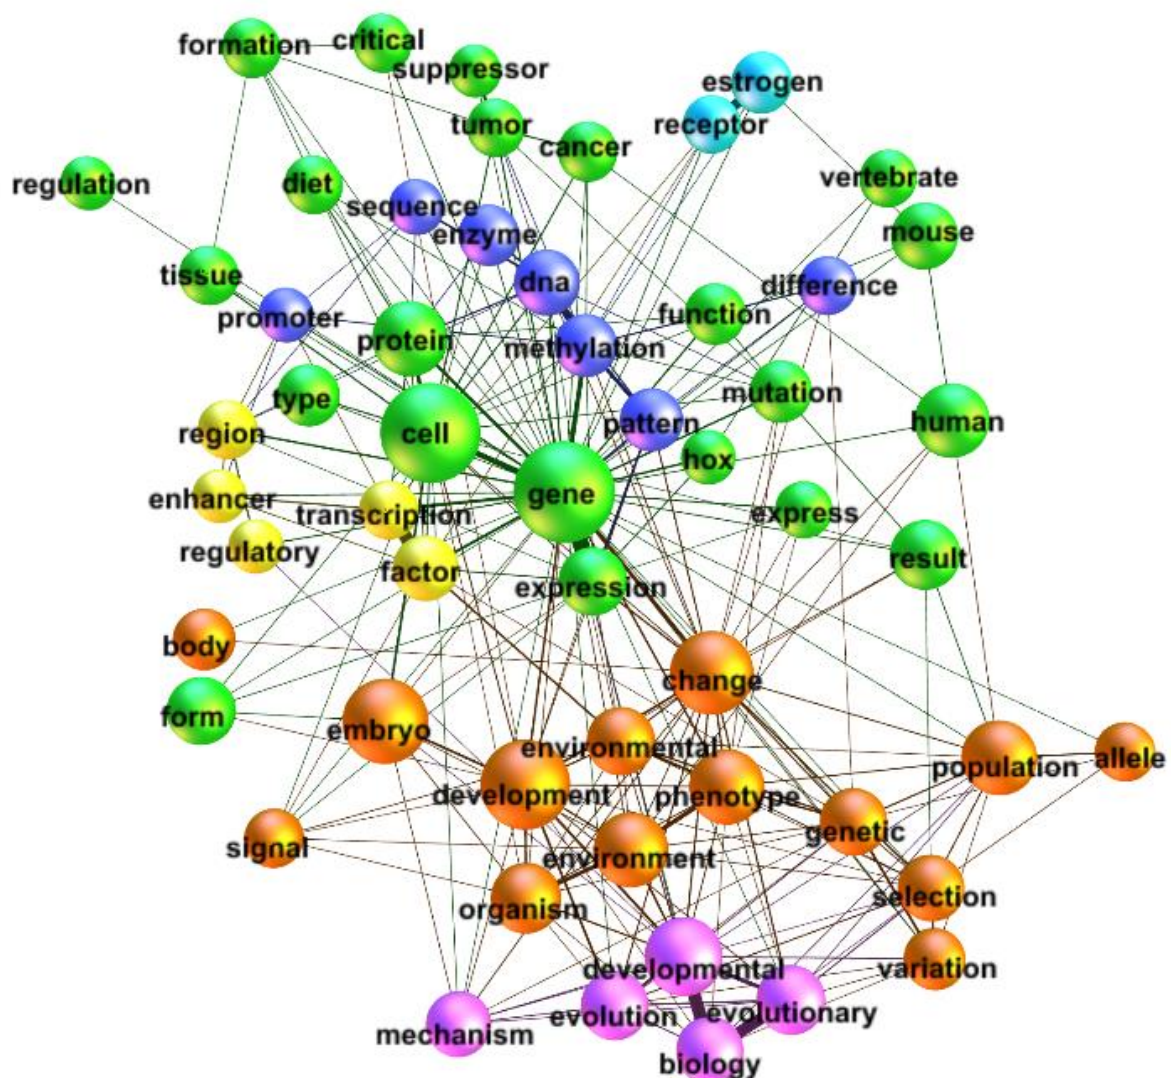 formation
critical
suppressor
estrogen
tumor
receptor
cancer
regulation
diet
vertebrate
sequence
enzyme
mouse
tissue
dna
difference
promoter
protein
methylation
function
type
mutation
region
cell
pattern
human
hox
enhancer
gene
transcription
express
regulatory
factor
expression
result
body
change
form
embryo
environmental
population
allele
development
phenotype
signal
environment
genetic
organism
selection
developmental
variation
mechanism
evolution
evolutionary
biology